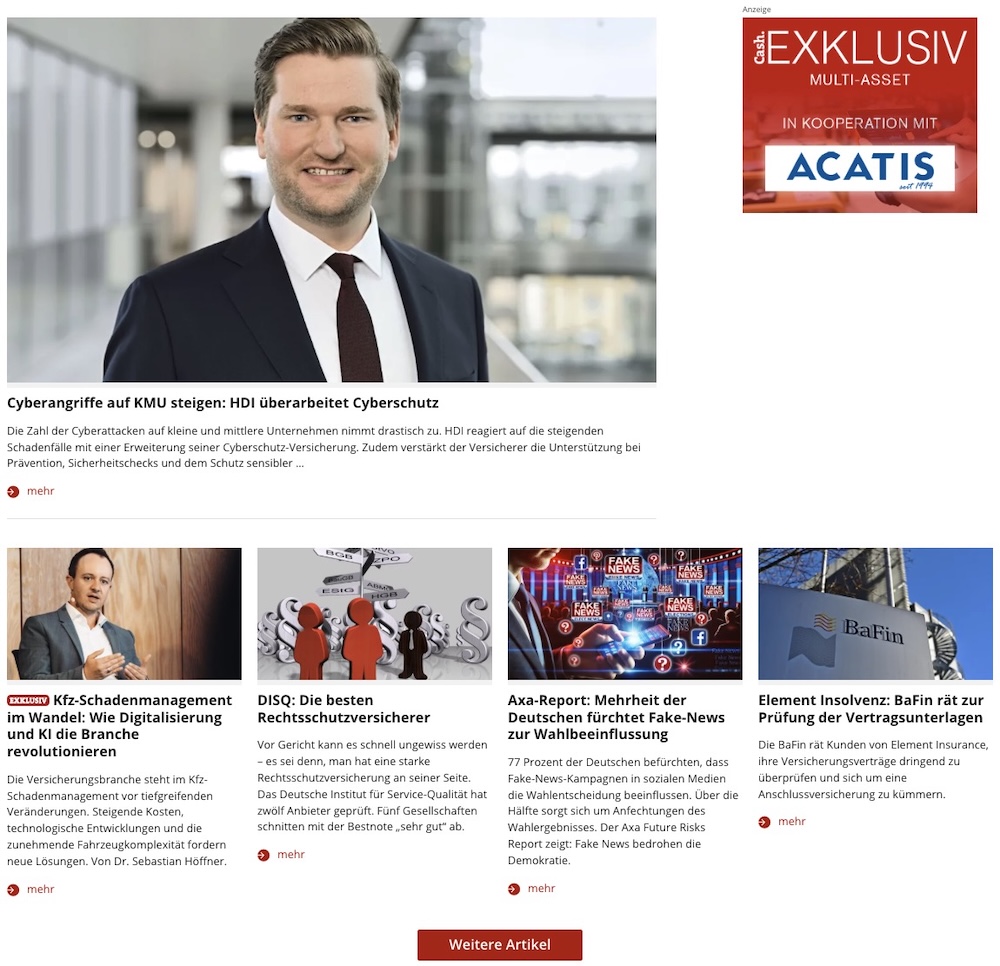 Anzeige
Cash.EXKLUSIV
MULTI-ASSET
IN KOOPERATION MIT
ACATIS
seit 1994
Cyberangriffe auf KMU steigen: HDI überarbeitet Cyberschutz
Die Zahl der Cyberattacken auf kleine und mittlere Unternehmen nimmt drastisch zu. HDI reagiert auf die steigenden
Schadenfälle mit einer Erweiterung seiner Cyberschutz-Versicherung. Zudem verstärkt der Versicherer die Unterstützung bei
Prävention, Sicherheitschecks und dem Schutz sensibler ...
mehr
EXKLUSIV Kfz-Schadenmanagement
im Wandel: Wie Digitalisierung
und KI die Branche
revolutionieren
Die Versicherungsbranche steht im Kfz-
Schadenmanagement vor tiefgreifenden
Veränderungen. Steigende Kosten,
technologische Entwicklungen und die
zunehmende Fahrzeugkomplexität fordern
neue Lösungen. Von Dr. Sebastian Höffner.
mehr
BGB
ZPO
ESIG
HGB
DISQ: Die besten
Rechtsschutzversicherer
Vor Gericht kann es schnell ungewiss werden
– es sei denn, man hat eine starke
Rechtsschutzversicherung an seiner Seite.
Das Deutsche Institut für Service-Qualität hat
zwölf Anbieter geprüft. Fünf Gesellschaften
schnitten mit der Bestnote „sehr gut“ ab.
mehr
FAKE
NEWS
FAKE
NEWS
FAKE
NEWS
FAKE
NEWS
FAKE
NEWS
FAKE
NEWS
Axa-Report: Mehrheit der
Deutschen fürchtet Fake-News
zur Wahlbeeinflussung
77 Prozent der Deutschen befürchten, dass
Fake-News-Kampagnen in sozialen Medien
die Wahlentscheidung beeinflussen. Über die
Hälfte sorgt sich um Anfechtungen des
Wahlergebnisses. Der Axa Future Risks
Report zeigt: Fake News bedrohen die
Demokratie.
mehr
BaFin
Element Insolvenz: BaFin rät zur
Prüfung der Vertragsunterlagen
Die BaFin rät Kunden von Element Insurance,
ihre Versicherungsverträge dringend zu
überprüfen und sich um eine
Anschlussversicherung zu kümmern.
mehr
Weitere Artikel